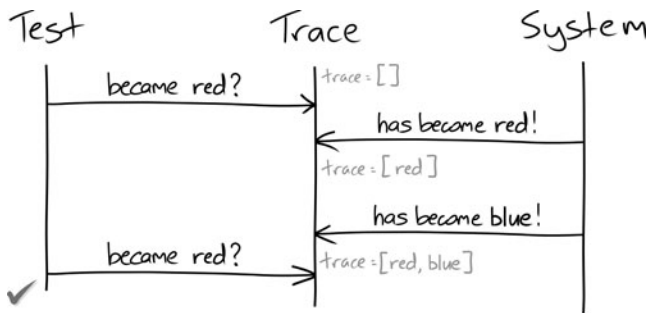 Test Trace System
trace=[]
became red?
has become red!
trace=[red]
has become blue!
became red?
trace=[red, blue]